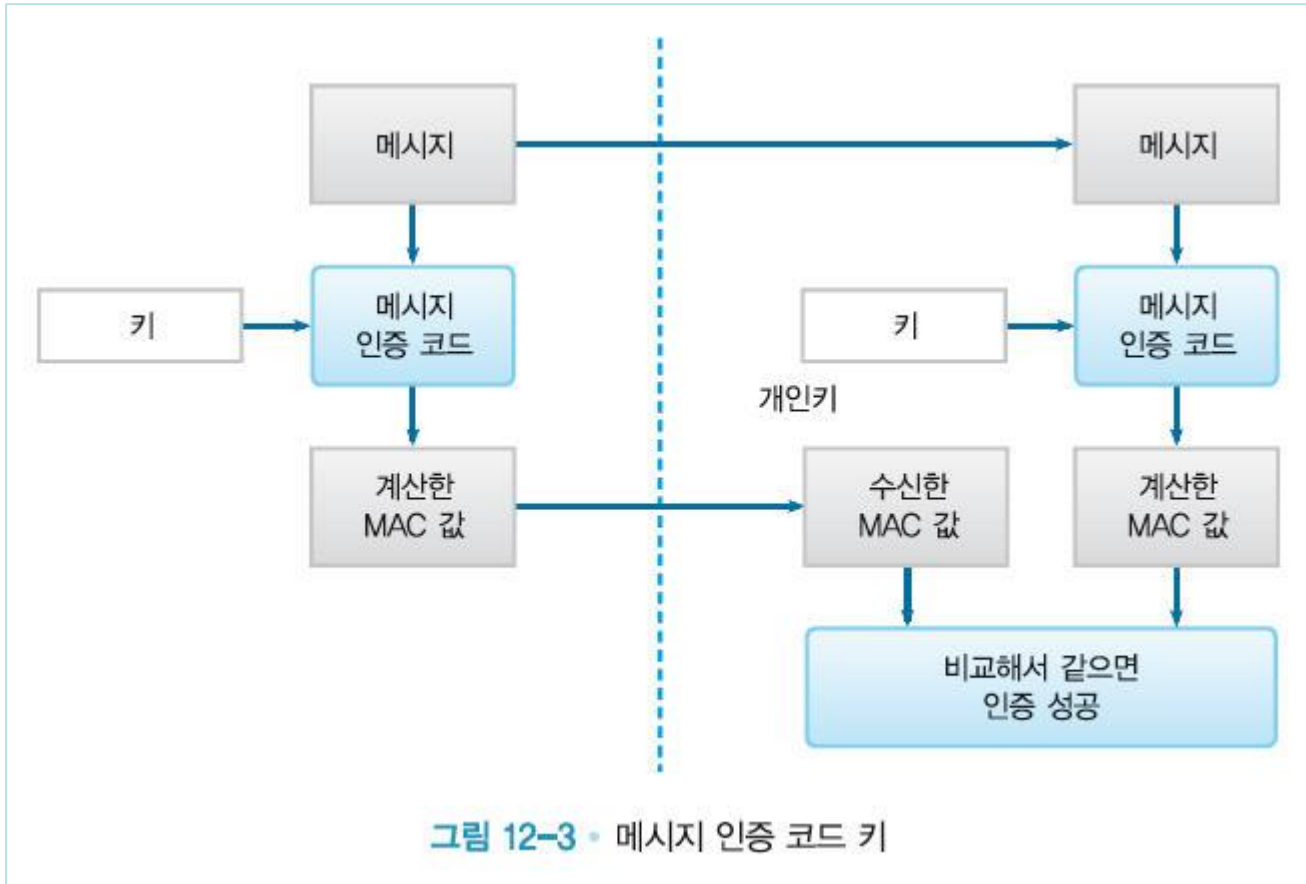 메시지
메시지
키
메시지
인증 코드
키
메시지
인증 코드
개인키
계산한
MAC 값
수신한
MAC 값
계산한
MAC 값
비교해서 같으면
인증 성공
그림 12-3 • 메시지 인증 코드 키